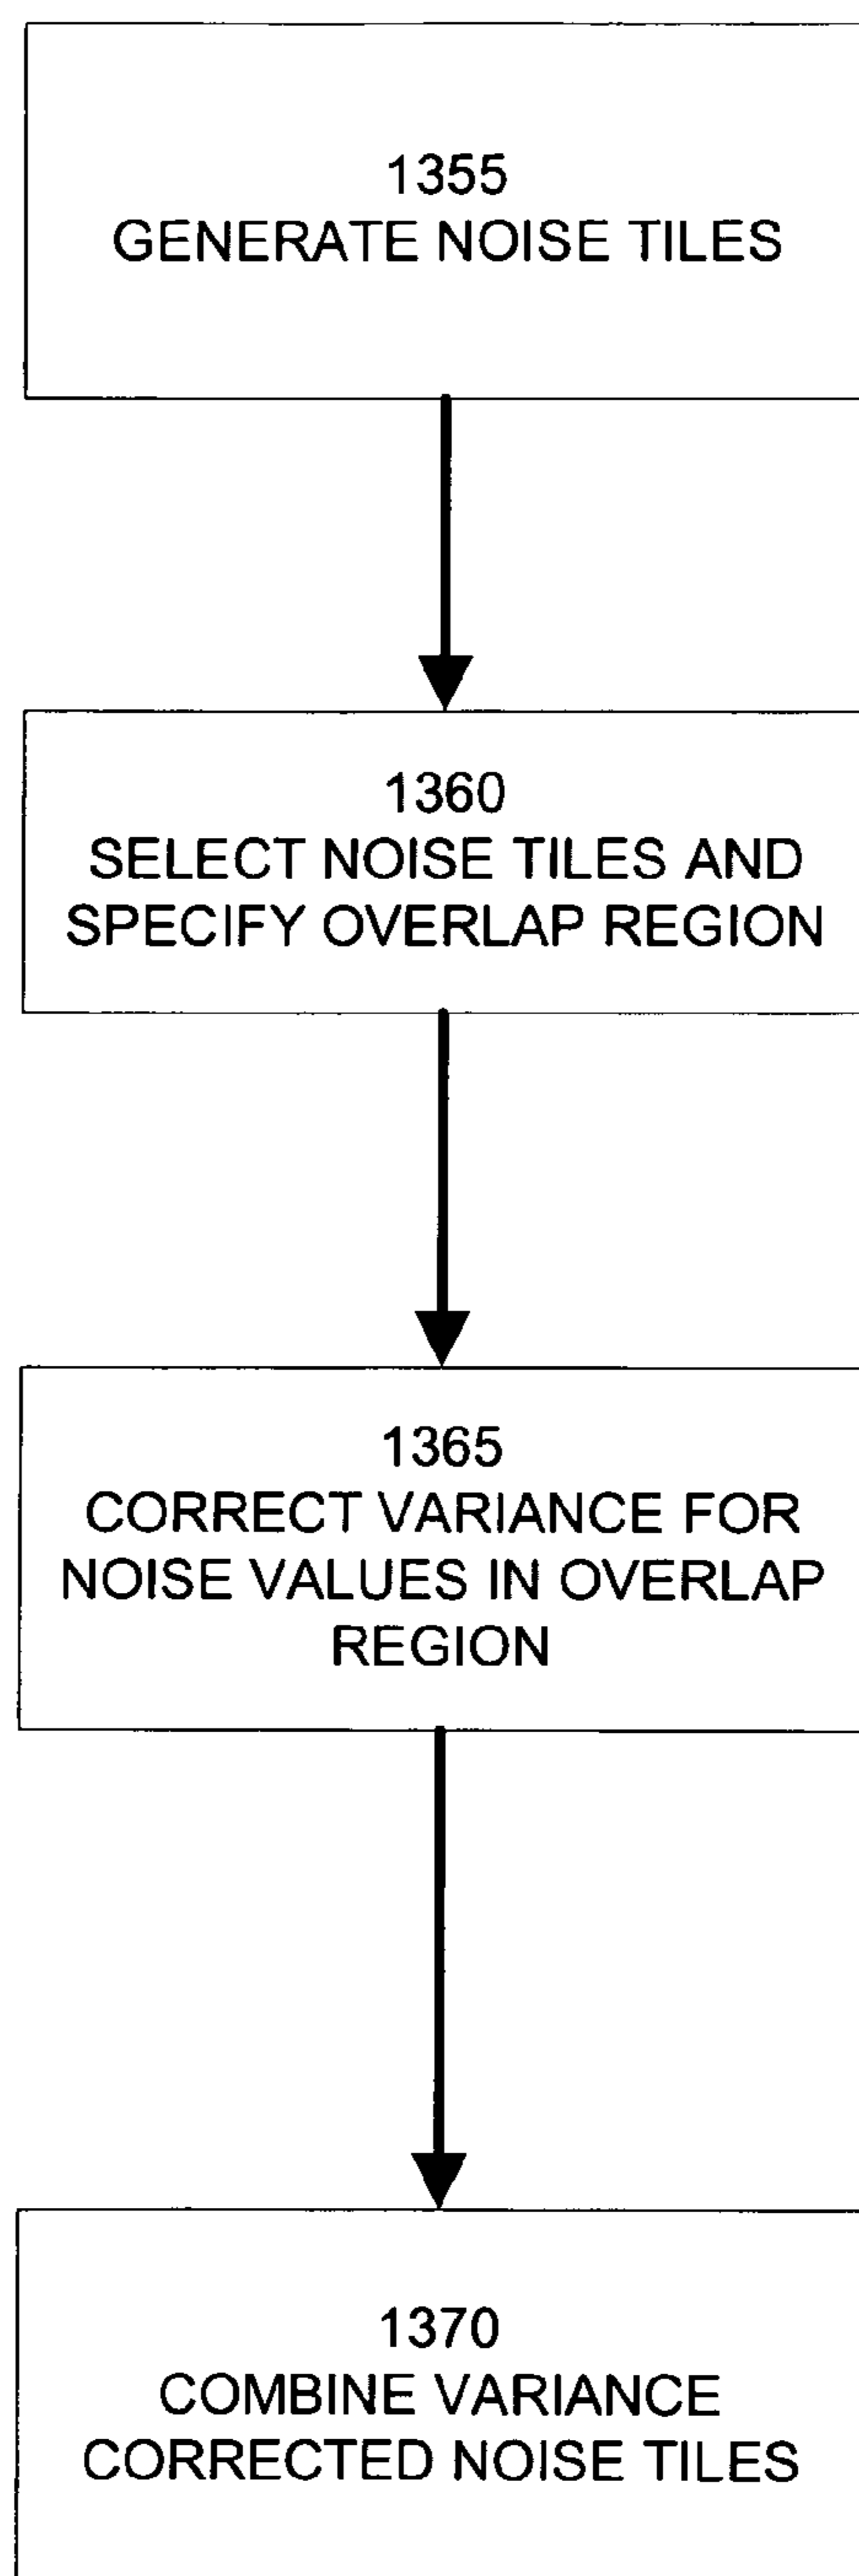 1355
GENERATE NOISE TILES
1360
SELECT NOISE TILES AND
SPECIFY OVERLAP REGION
1365
CORRECT VARIANCE FOR
NOISE VALUES IN OVERLAP
REGION
1370
COMBINE VARIANCE
CORRECTED NOISE TILES